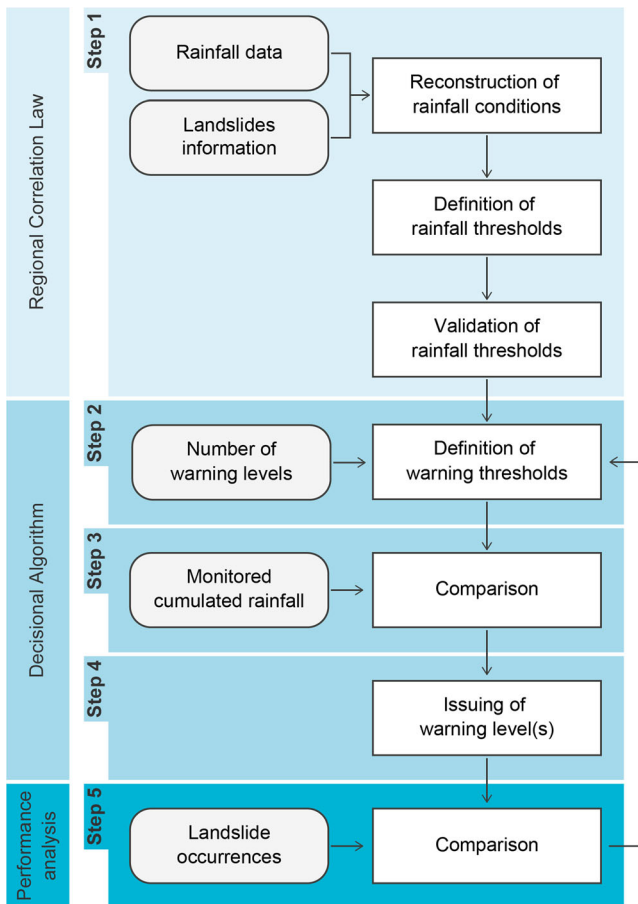 Regional Correlation Law
Step 1
Rainfall data
Landslides
information
Reconstruction of
rainfall conditions
Definition of
rainfall thresholds
Validation of
rainfall thresholds
Decisional Algorithm
Step 2
Number of
warning levels
Definition of
warning thresholds
Step 3
Monitored
cumulated rainfall
Comparison
Step 4
Issuing of
warning level(s)
Performance
analysis
Step 5
Landslide
occurrences
Comparison